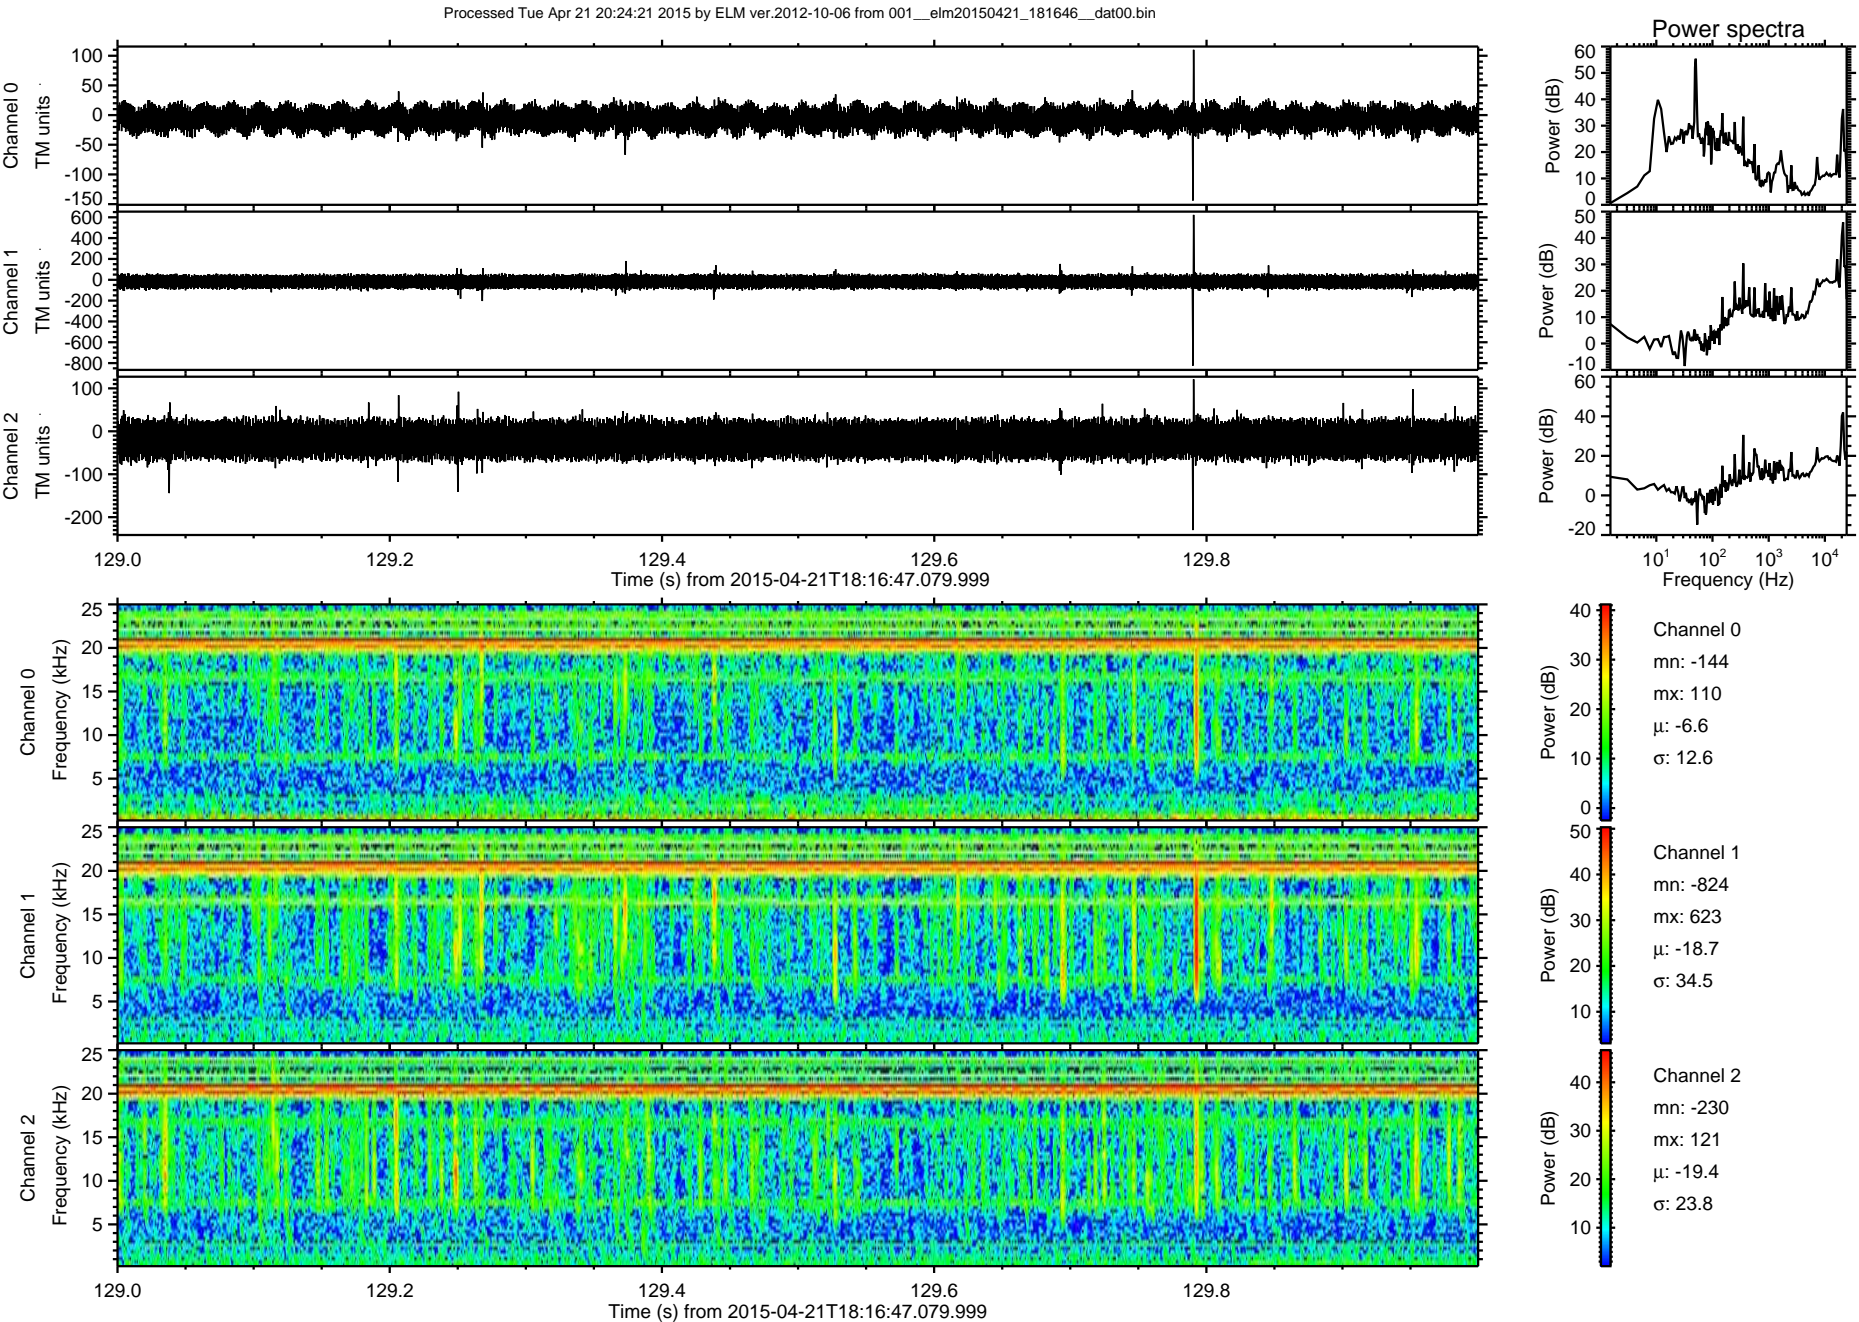 Processed Tue Apr 21 20:24:21 2015 by ELM ver.2012-10-06 from 001__elm20150421_181646__dat00.bin
Power spectra
Channel 0
TM units
100
50
0
-50
-100
-150
Power (dB)
60
50
40
30
20
10
0
Channel 1
TM units
600
400
200
0
-200
-400
-600
-800
Power (dB)
50
40
30
20
10
0
-10
Channel 2
TM units
100
0
-100
-200
Power (dB)
60
40
20
0
-20
129.0 129.2 129.4 129.6 129.8
Time (s) from 2015-04-21T18:16:47.079.999
10^1 10^2 10^3 10^4
Frequency (Hz)
Channel 0
Frequency (kHz)
25
20
15
10
5
Power (dB)
40
30
20
10
0
Channel 0
mn: -144
mx: 110
μ: -6.6
σ: 12.6
Channel 1
Frequency (kHz)
25
20
15
10
5
Power (dB)
50
40
30
20
10
Channel 1
mn: -824
mx: 623
μ: -18.7
σ: 34.5
Channel 2
Frequency (kHz)
25
20
15
10
5
Power (dB)
40
30
20
10
Channel 2
mn: -230
mx: 121
μ: -19.4
σ: 23.8
129.0 129.2 129.4 129.6 129.8
Time (s) from 2015-04-21T18:16:47.079.999